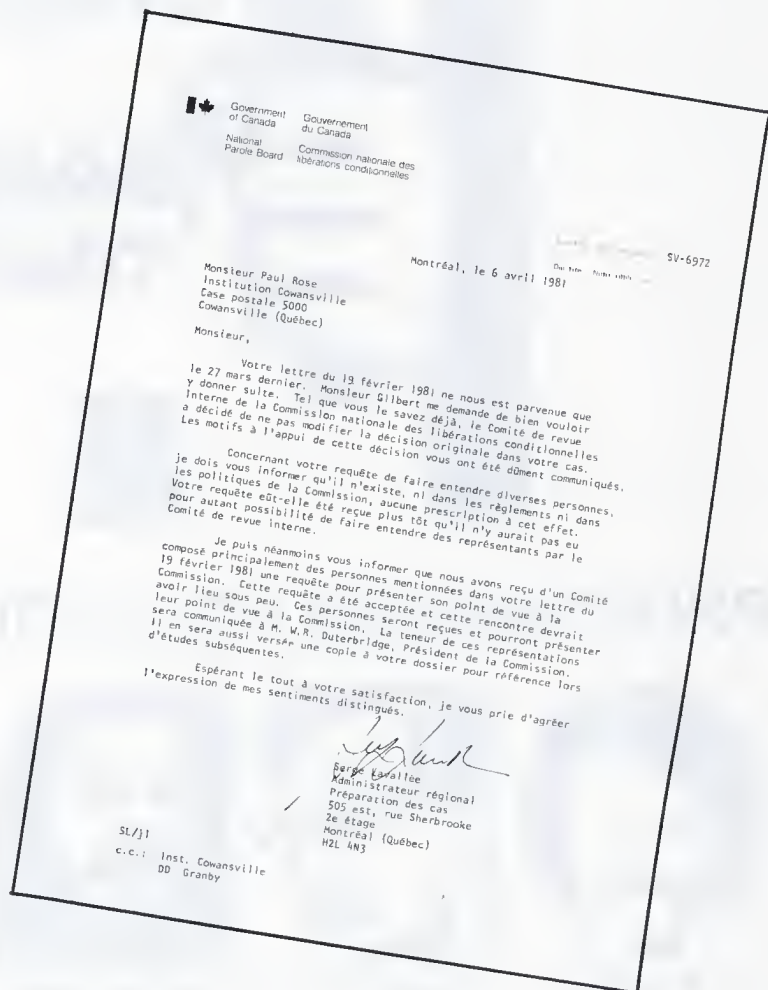 Government of Canada
Gouvernement du Canada
National Parole Board
Commission nationale des libérations conditionnelles
SV-6972
Montréal, le 6 avril 1981
Monsieur Paul Rose
Institution Cowansville
Case postale 5000
Cowansville (Québec)
Monsieur,
Votre lettre du 19 février 1981 ne nous est parvenue que
le 27 mars dernier. Monsieur Gilbert me demande de bien vouloir
y donner suite. Tel que vous le savez déjà, le Comité de revue
interne de la Commission nationale des libérations conditionnelles
a décidé de ne pas modifier la décision originale dans votre cas.
Les motifs à l'appui de cette décision vous ont été dûment communiqués.
Concernant votre requête de faire entendre diverses personnes,
je dois vous informer qu'il n'existe, ni dans les règlements ni dans
les politiques de la Commission, aucune prescription à cet effet.
Votre requête eût-elle été reçue plus tôt qu'il n'y aurait pas eu
pour autant possibilité de faire entendre des représentants par le
Comité de revue interne.
Je puis néanmoins vous informer que nous avons reçu d'un Comité
composé principalement des personnes mentionnées dans votre lettre du
19 février 1981 une requête pour présenter son point de vue à la
Commission. Cette requête a été acceptée et cette rencontre devrait
avoir lieu sous peu. Ces personnes seront reçues et pourront présenter
leur point de vue à la Commission. La teneur de ces représentations
sera communiquée à M. W.R. Outerbridge, Président de la Commission.
Il en sera aussi versée une copie à votre dossier pour référence lors
d'études subséquentes.
Espérant le tout à votre satisfaction, je vous prie d'agréer
l'expression de mes sentiments distingués.
Serge Lavallée
Administrateur régional
Préparation des cas
505 est, rue Sherbrooke
2e étage
Montréal (Québec)
H2L 4N3
SL/jl
c.c.: Inst. Cowansville
DD Granby